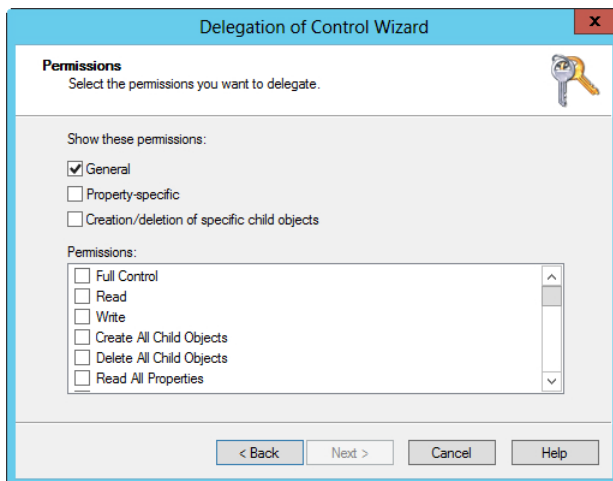 Delegation of Control Wizard
x
Permissions
Select the permissions you want to delegate.
Show these permissions:
General
Property-specific
Creation/deletion of specific child objects
Permissions:
Full Control
Read
Write
Create All Child Objects
Delete All Child Objects
Read All Properties
< Back Next > Cancel Help